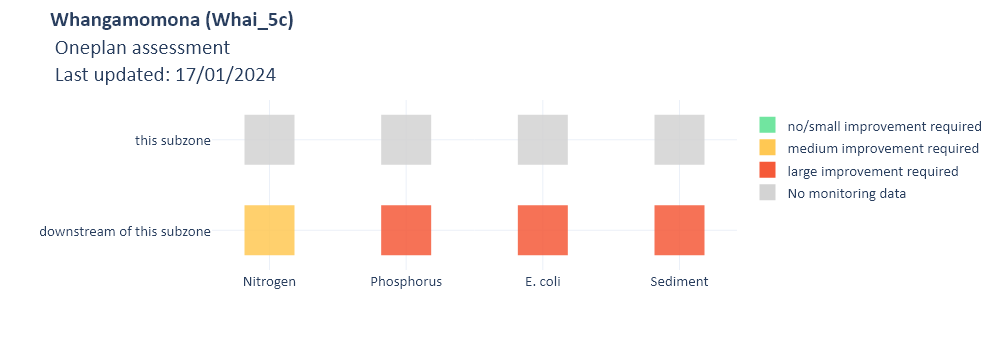 Whangamomona (Whai_5c)
Oneplan assessment
Last updated: 17/01/2024
this subzone
downstream of this subzone
Nitrogen
Phosphorus
E. coli
Sediment
no/small improvement required
medium improvement required
large improvement required
No monitoring data